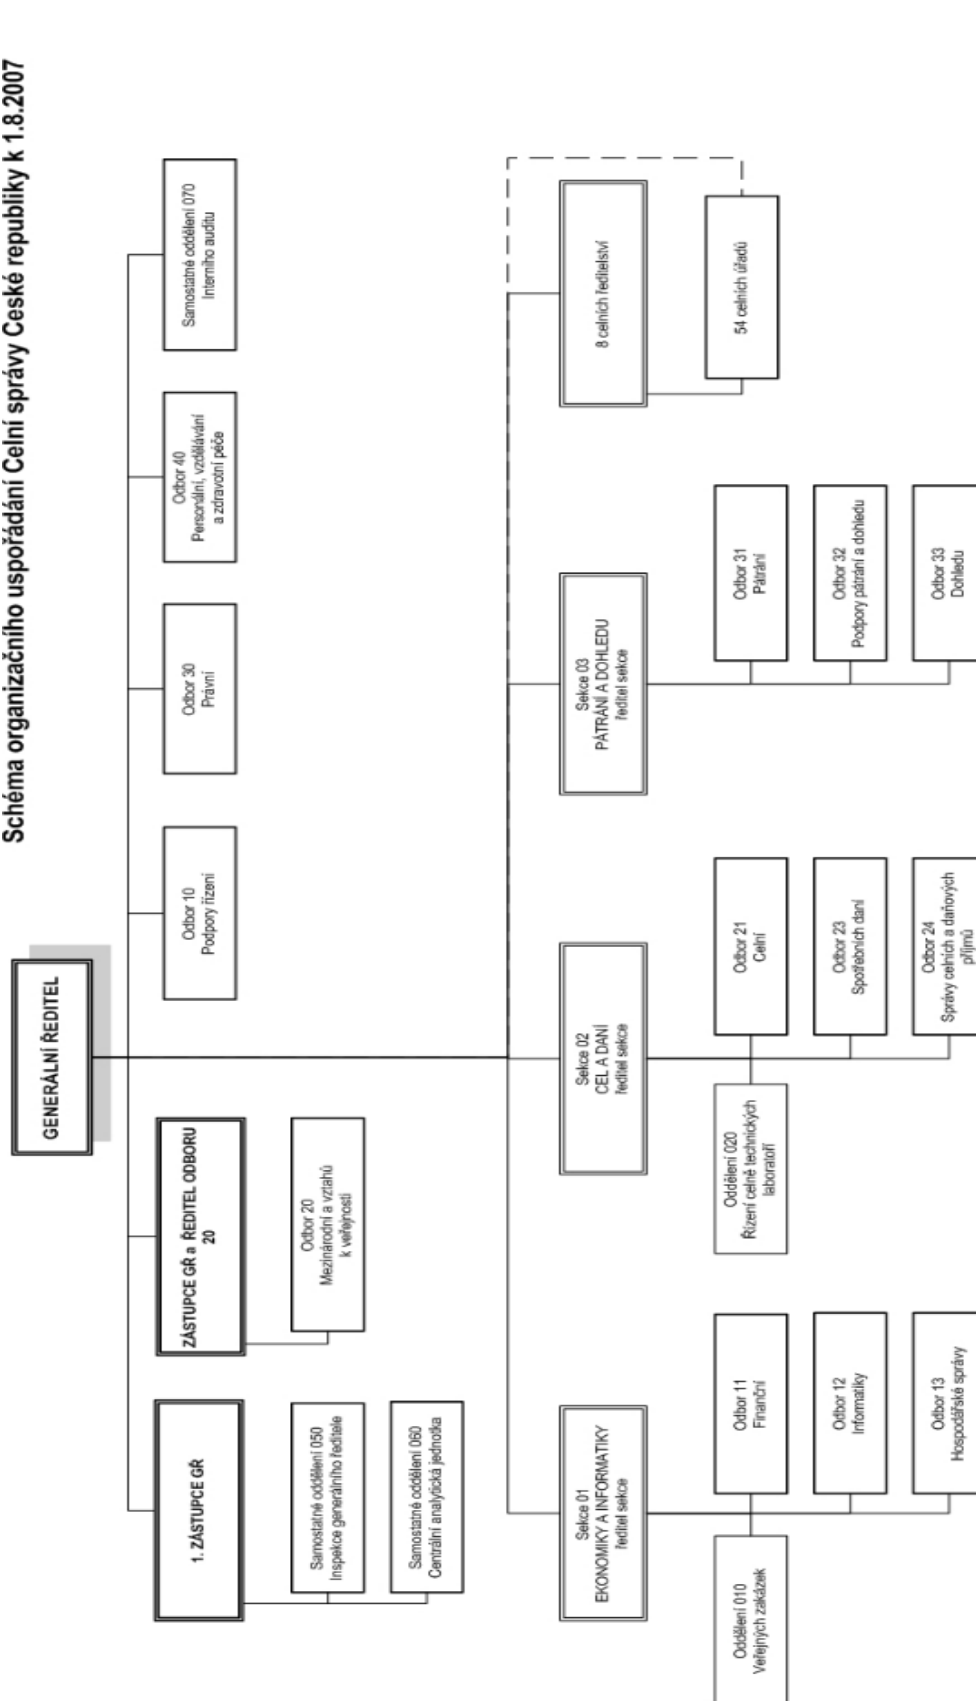 Schéma organizačního uspořádání Celní správy České republiky k 1.8.2007
GENERÁLNÍ ŘEDITEL
1. ZÁSTUPCE GŘ
ZÁSTUPCE GŘ a ŘEDITEL ODBORU
20
Odbor 10
Podpory řízení
Odbor 30
Právní
Odbor 40
Personální, vzdělávání
a zdravotní péče
Samostatné oddělení 070
Interního auditu
Samostatné oddělení 050
Inspekce generálního ředitele
Samostatné oddělení 060
Centrální analytická jednotka
Odbor 20
Mezinárodní a vztahů
k veřejnosti
Sekce 01
EKONOMIKY A INFORMATIKY
ředitel sekce
Sekce 02
CEL A DANÍ
ředitel sekce
Sekce 03
PÁTRÁNÍ A DOHLEDU
ředitel sekce
8 celních ředitelství
54 celních úřadů
Oddělení 010
Veřejných zakázek
Odbor 11
Finanční
Odbor 12
Informatiky
Odbor 13
Hospodářské správy
Oddělení 020
Řízení celně technických
laboratoří
Odbor 21
Celní
Odbor 23
Spotřebních daní
Odbor 24
Správy celních a daňových
příjmů
Odbor 31
Pátrání
Odbor 32
Podpory pátrání a dohledu
Odbor 33
Dohledu